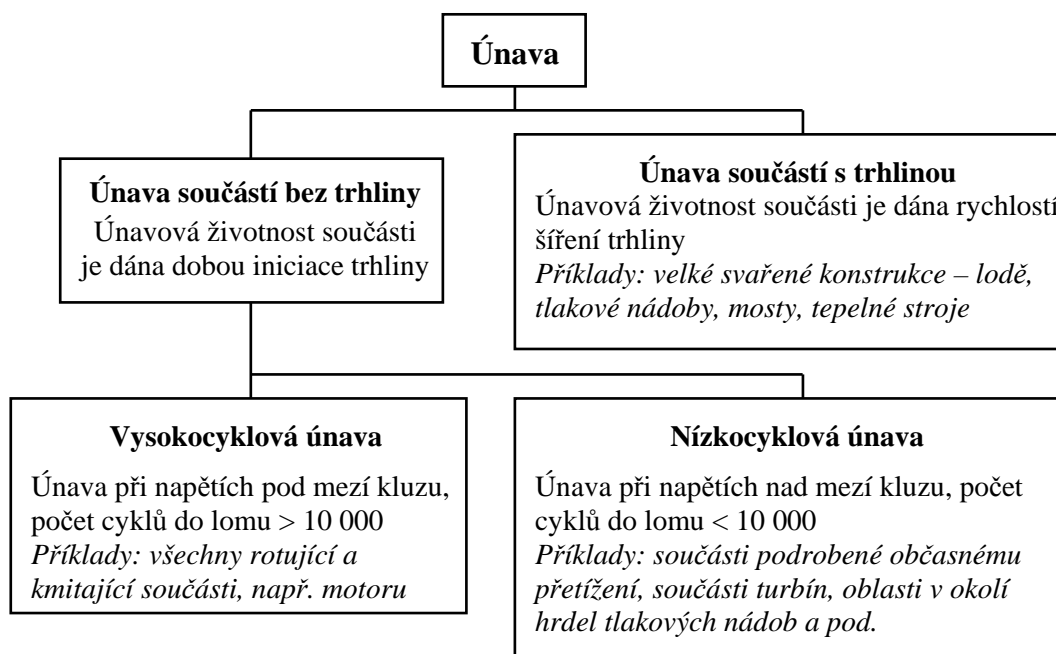 Únava
Únava součástí bez trhliny
Únavová životnost součásti
je dána dobou iniciace trhliny
Únava součástí s trhlinou
Únavová životnost součásti je dána rychlostí
šíření trhliny
Příklady: velké svařené konstrukce – lodě,
tlakové nádoby, mosty, tepelné stroje
Vysokocyklová únava
Únava při napětích pod mezí kluzu,
počet cyklů do lomu > 10 000
Příklady: všechny rotující a
kmitající součásti, např. motoru
Nízkocyklová únava
Únava při napětích nad mezí kluzu, počet
cyklů do lomu < 10 000
Příklady: součásti podrobené občasnému
přetížení, součásti turbín, oblasti v okolí
hrdel tlakových nádob a pod.